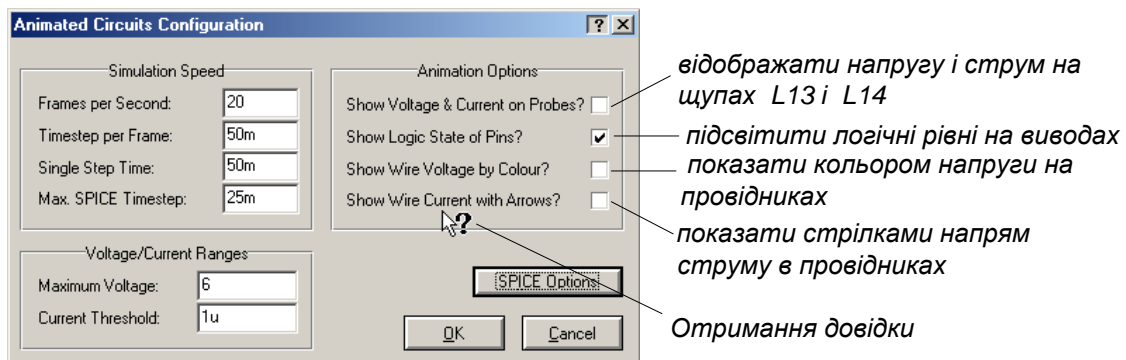 Animated Circuits Configuration
Simulation Speed
Frames per Second: 20
Timestep per Frame: 50m
Single Step Time: 50m
Max. SPICE Timestep: 25m
Voltage/Current Ranges
Maximum Voltage: 6
Current Threshold: 1u
Animation Options
Show Voltage & Current on Probes?
Show Logic State of Pins?
Show Wire Voltage by Colour?
Show Wire Current with Arrows?
SPICE Options
OK
Cancel
відображати напругу і струм на
щупах L13 і L14
підсвітити логічні рівні на виводах
показати кольором напруги на
провідниках
показати стрілками напрям
струму в провідниках
Отримання довідки